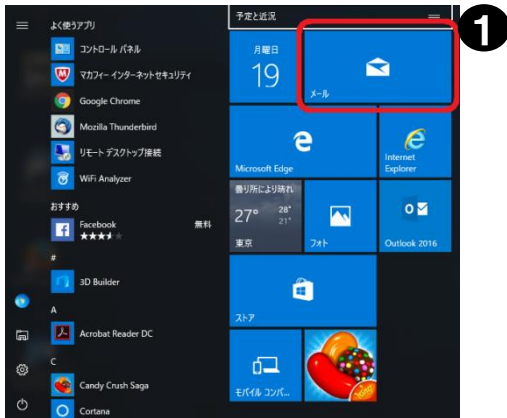 よく使うアプリ
コントロール パネル
マカフィー インターネットセキュリティ
Google Chrome
Mozilla Thunderbird
リモート デスクトップ接続
WiFi Analyzer
おすすめ
Facebook 無料
#
3D Builder
A
Acrobat Reader DC
C
Candy Crush Saga
Cortana
予定と近況
月曜日
19
メール
1
Microsoft Edge
Internet
Explorer
曇り所により晴れ
27° 28°
21°
東京
フォト
Outlook 2016
ストア
モバイル コンパ...